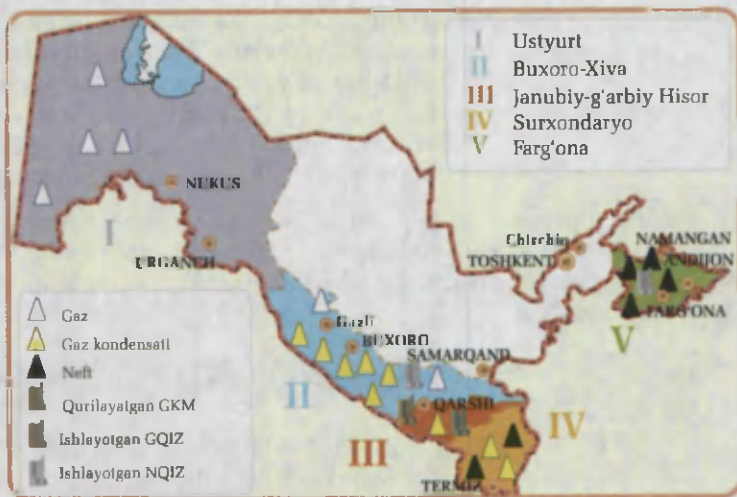 I Ustyurt
II Buxoro-Xiva
III Janubiy-g'arbiy Hisor
IV Surxondaryo
V Farg'ona
NUKUS
I
URGANCH
Chirchiq
TOSHKENT
NAMANGAN
ANDIJON
FARG'ONA
V
Gazli
BUXORO
SAMARQAND
II
QARSHI
III
IV
TERMIZ
Gaz
Gaz kondensati
Neft
Qurilayatgan GKM
Ishlayotgan GQIZ
Ishlayotgan NQIZ